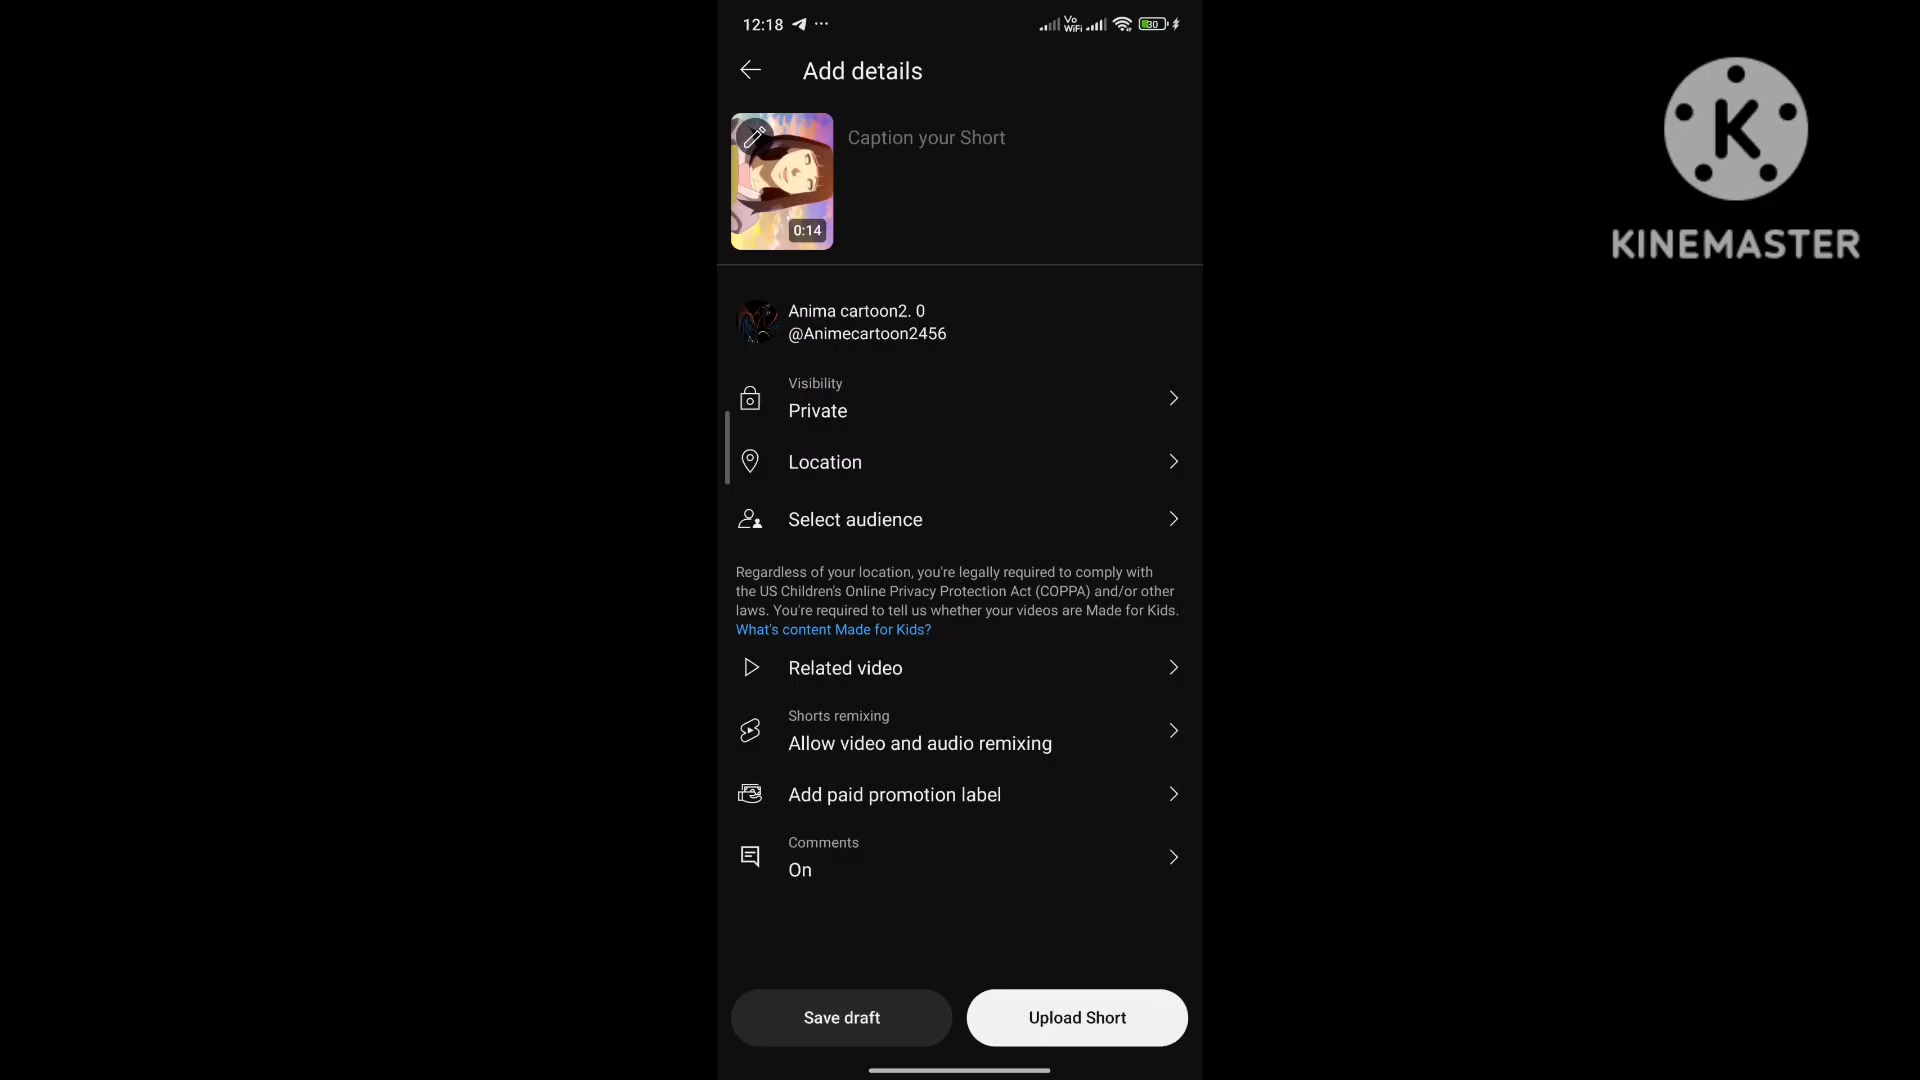 12:18
Vo
WiFi
30
Add details
Caption your Short
0:14
K
KINEMASTER
Anima cartoon2. 0
@Animecartoon2456
Visibility
Private
Location
Select audience
Regardless of your location, you're legally required to comply with
the US Children's Online Privacy Protection Act (COPPA) and/or other
laws. You're required to tell us whether your videos are Made for Kids.
What's content Made for Kids?
Related video
Shorts remixing
Allow video and audio remixing
Add paid promotion label
Comments
On
Save draft
Upload Short